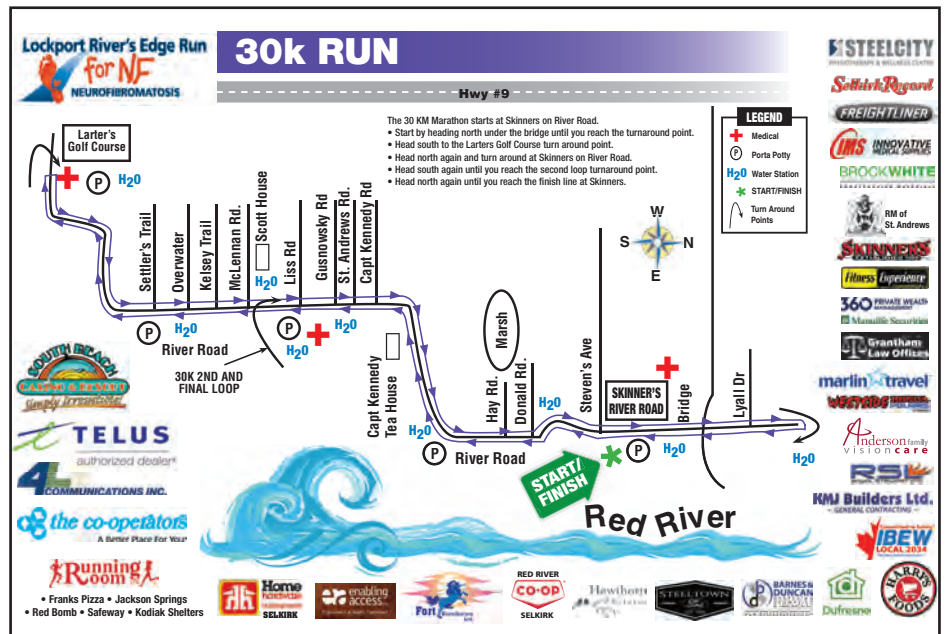 Lockport River's Edge Run
for NF
NEUROFIBROMATOSIS
30k RUN
Hwy #9
The 30 KM Marathon starts at Skinners on River Road.
• Start by heading north under the bridge until you reach the turnaround point.
• Head south to the Larters Golf Course turn around point.
• Head north again and turn around at Skinners on River Road.
• Head south again until you reach the second loop turnaround point.
• Head north again until you reach the finish line at Skinners.
LEGEND
Medical
P Porta Potty
H2O Water Station
START/FINISH
Turn Around
Points
Larter's
Golf Course
P
H2O
Settler's Trail
Overwater
Kelsey Trail
McLennan Rd.
Scott House
H2O
Liss Rd
Gusnowsky Rd
St. Andrews Rd.
Capt Kennedy Rd
W
S
N
E
P
H2O
River Road
30K 2ND AND
FINAL LOOP
P
H2O
H2O
Capt Kennedy
Tea House
H2O
P
River Road
Marsh
Hay Rd.
Donald Rd.
H2O
Steven's Ave
SKINNER'S
RIVER ROAD
Bridge
Lyall Dr
P
H2O
H2O
START/
FINISH
Red River
STEELCITY
Selkirk Record
FREIGHTLINER
IMS INNOVATIVE
MEDICAL SUPPLIES
BROCKWHITE
RM of
St. Andrews
SKINNER'S
Fitness Experience
360 PRIVATE WEALTH
MANAGEMENT
Manulife Securities
Grantham
Law Offices
marlin travel
WESTSIDE
Anderson family
vision care
RSI
KMJ Builders Ltd.
- GENERAL CONTRACTING -
IBEW
LOCAL 2034
SOUTH BEACH
CASINO & RESORT
Simply Irresistible!
TELUS
authorized dealer
4L
COMMUNICATIONS INC.
the co-operators
A Better Place For You
Running
Room
• Franks Pizza • Jackson Springs
• Red Bomb • Safeway • Kodiak Shelters
Home
hardware
SELKIRK
enabling
access
Fort
RED RIVER
CO-OP
SELKIRK
Hawthorn
STEELTOWN
BARNES &
DUNCAN
Dufresne
HARRY'S
FOODS